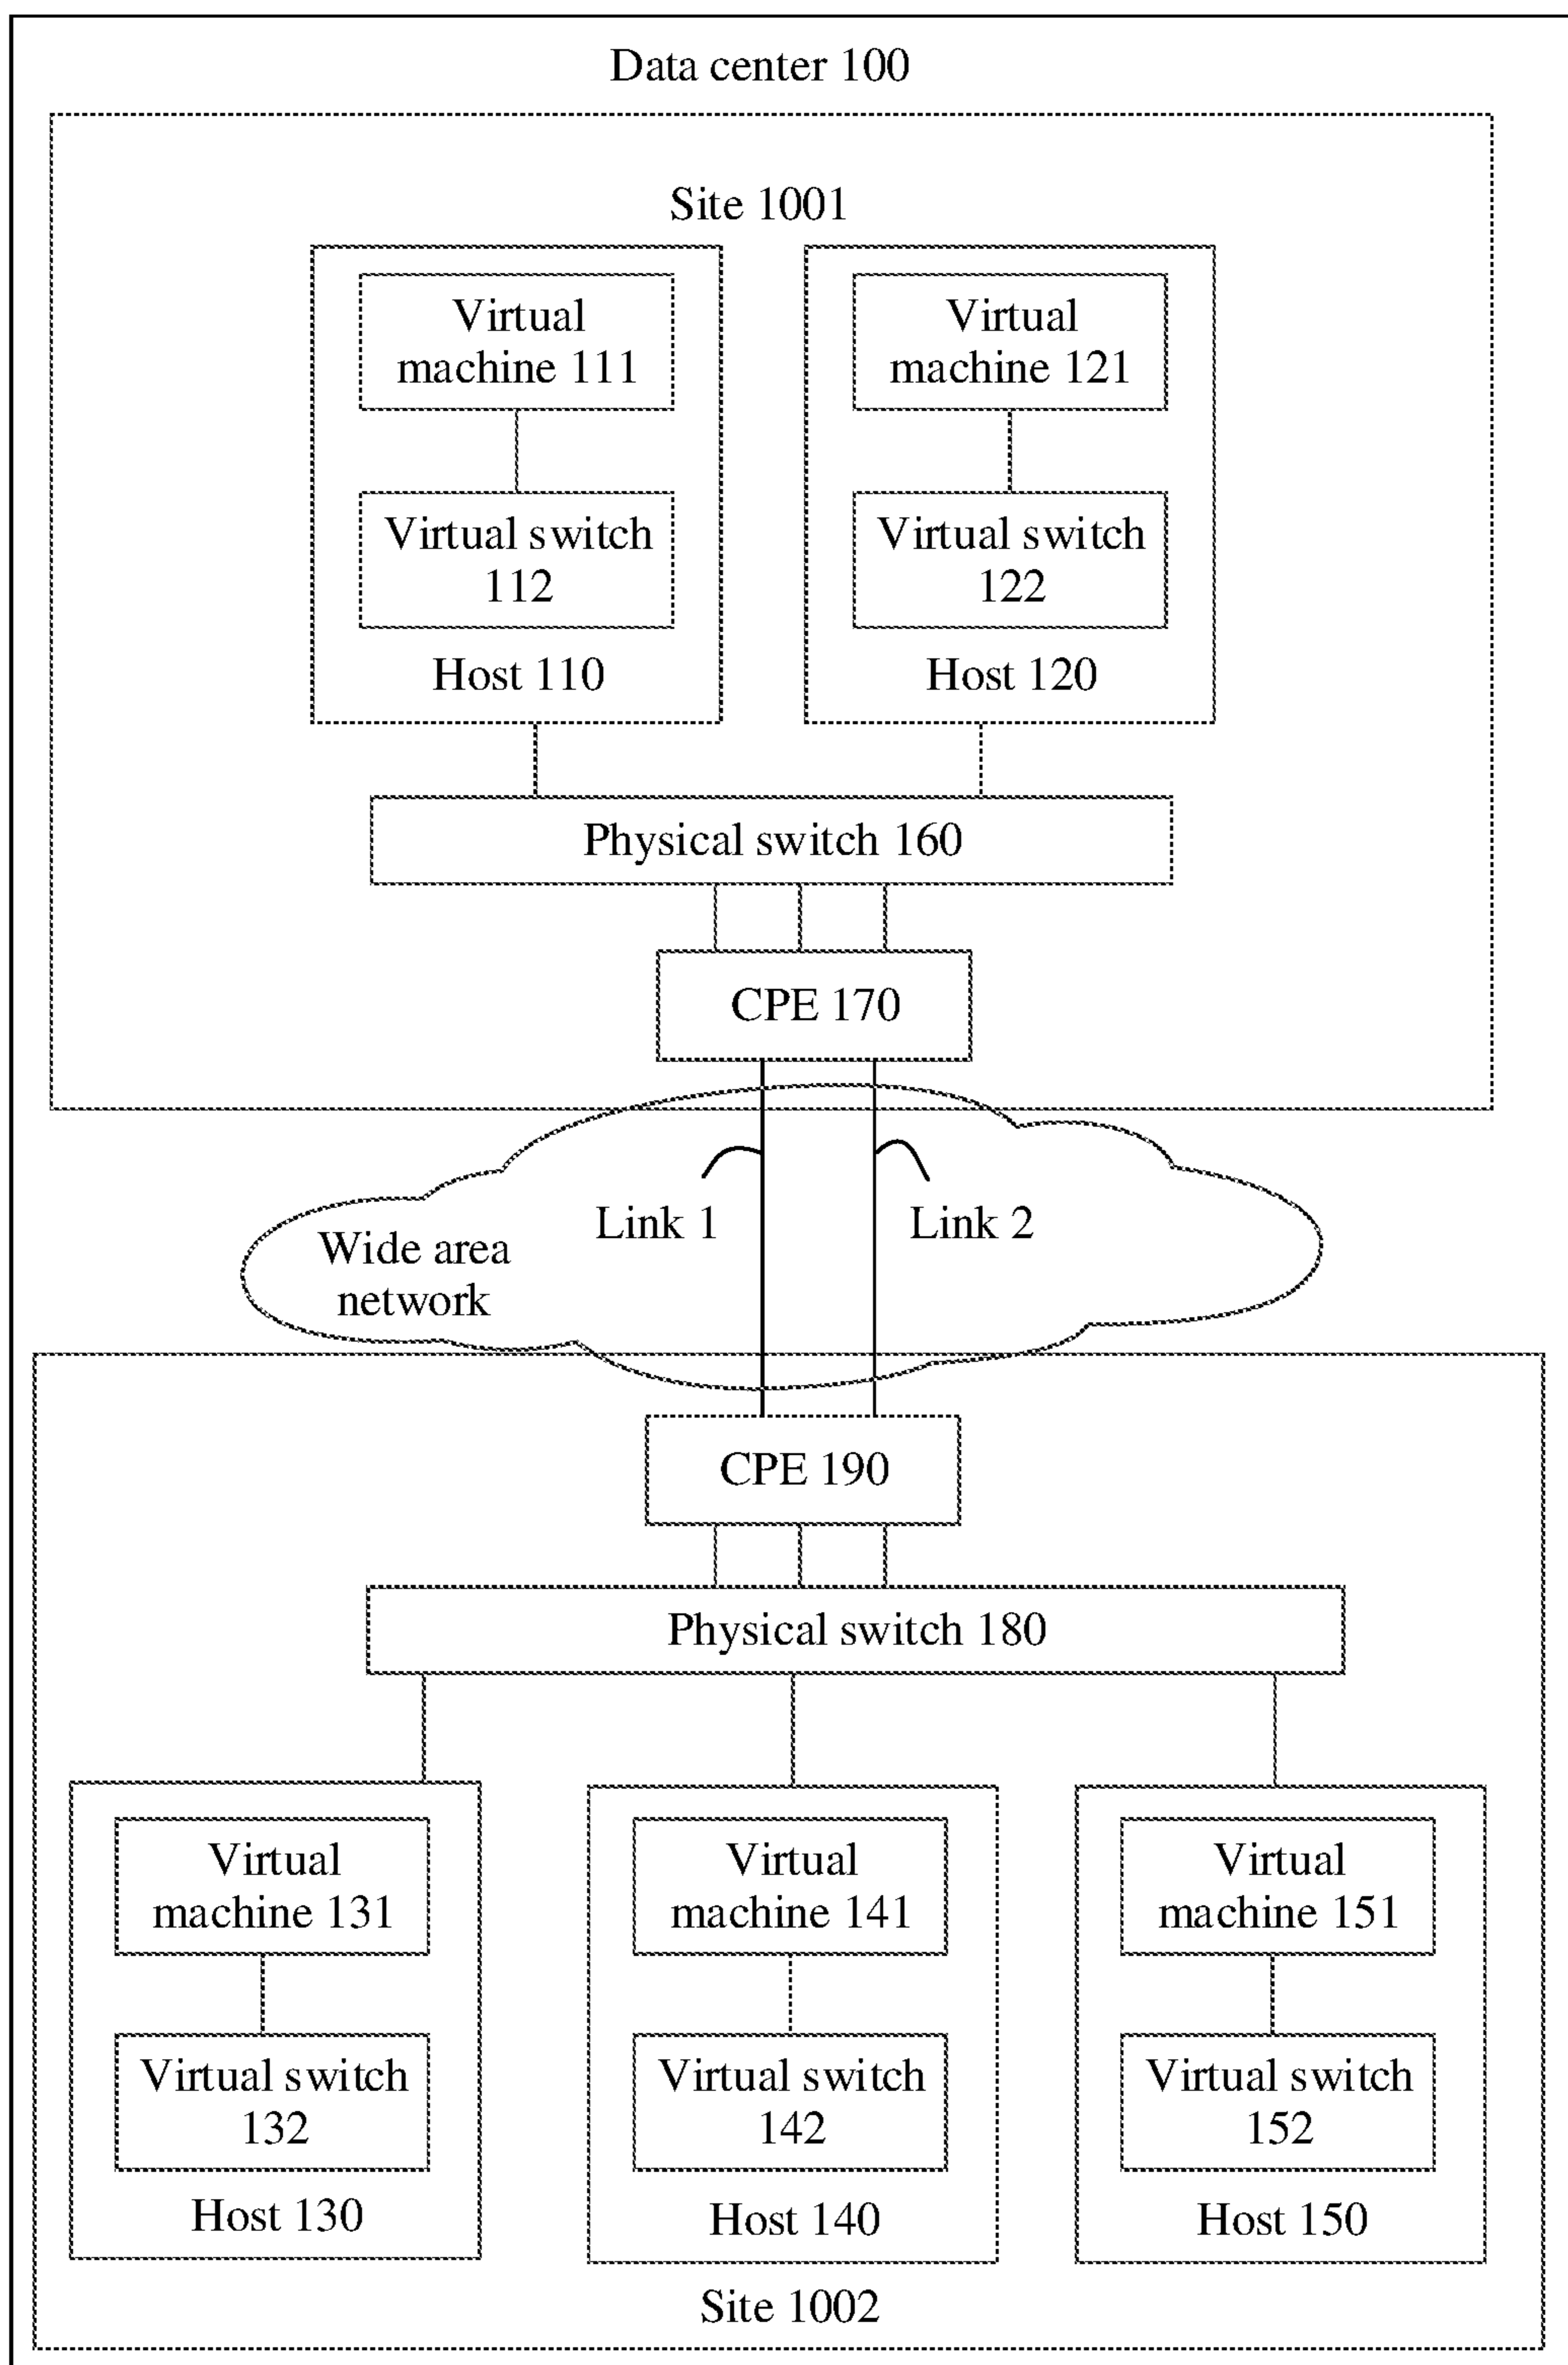 Data center 100
Site 1001
Virtual
machine 111
Virtual switch
112
Host 110
Virtual
machine 121
Virtual switch
122
Host 120
Physical switch 160
CPE 170
Link 1
Link 2
Wide area
network
CPE 190
Physical switch 180
Virtual
machine 131
Virtual switch
132
Host 130
Virtual
machine 141
Virtual switch
142
Host 140
Virtual
machine 151
Virtual switch
152
Host 150
Site 1002